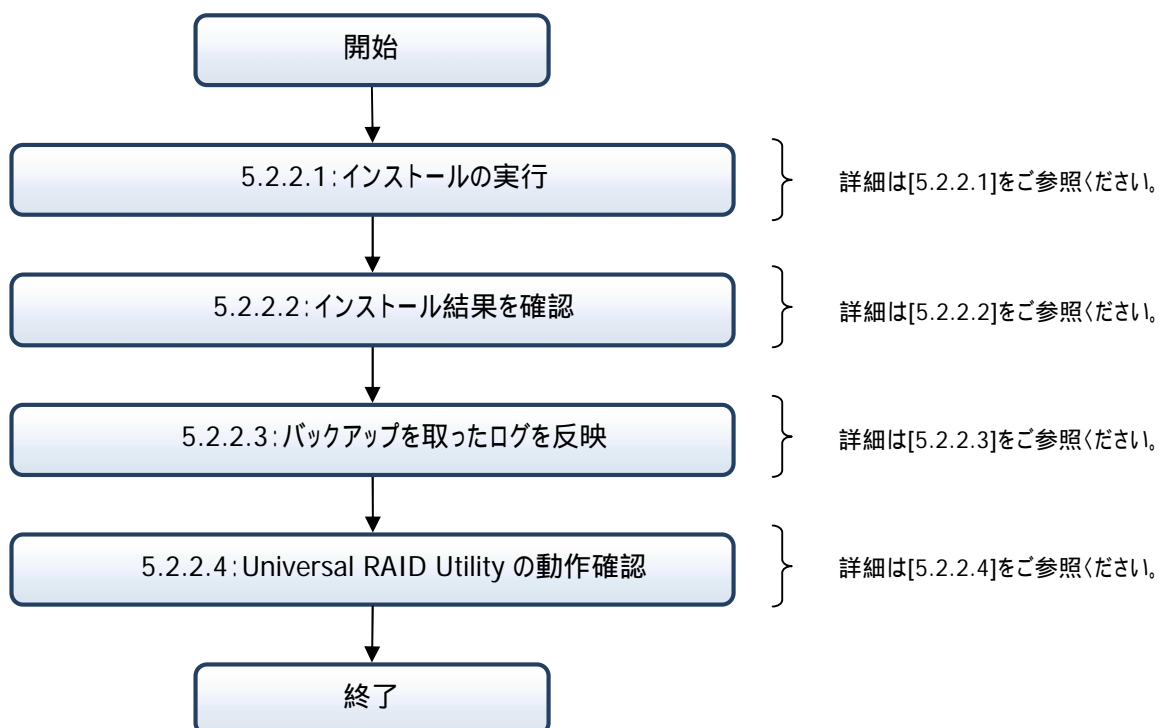 開始
5.2.2.1:インストールの実行
詳細は[5.2.2.1]をご参照ください。
5.2.2.2:インストール結果を確認
詳細は[5.2.2.2]をご参照ください。
5.2.2.3:バックアップを取ったログを反映
詳細は[5.2.2.3]をご参照ください。
5.2.2.4:Universal RAID Utility の動作確認
詳細は[5.2.2.4]をご参照ください。
終了